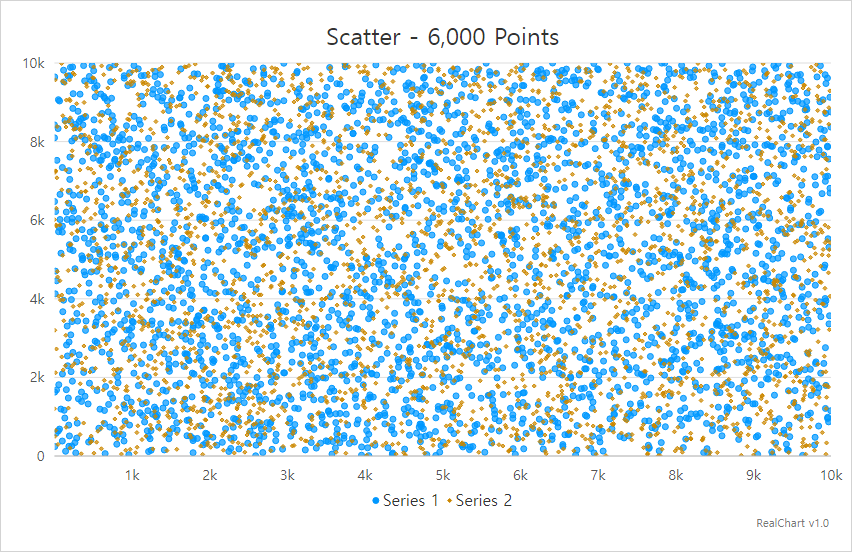 Scatter - 6,000 Points
10k
8k
6k
4k
2k
0
1k 2k 3k 4k 5k 6k 7k 8k 9k 10k
Series 1 Series 2
RealChart v1.0